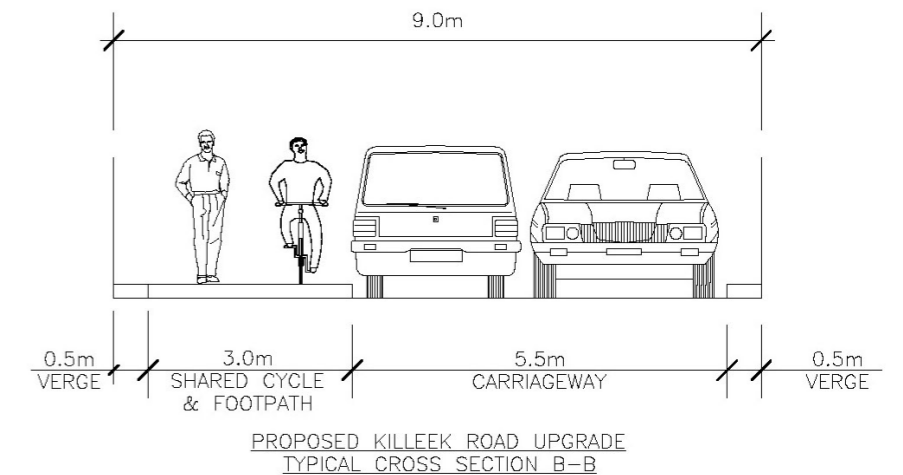 9.0m
0.5m
VERGE
3.0m
SHARED CYCLE
& FOOTPATH
5.5m
CARRIAGEWAY
0.5m
VERGE
PROPOSED KILLEEK ROAD UPGRADE
TYPICAL CROSS SECTION B-B